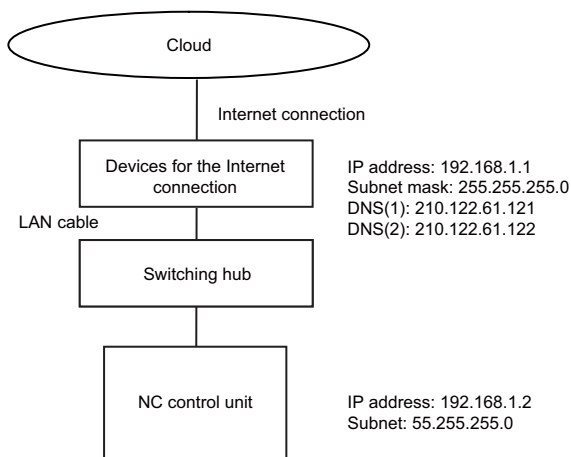 Cloud
Internet connection
Devices for the Internet
connection
IP address: 192.168.1.1
Subnet mask: 255.255.255.0
DNS(1): 210.122.61.121
DNS(2): 210.122.61.122
LAN cable
Switching hub
NC control unit
IP address: 192.168.1.2
Subnet: 55.255.255.0